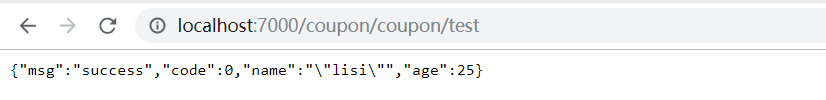 localhost:7000/coupon/coupon/test
{"msg":"success","code":0,"name":"\"lisi\"","age":25}